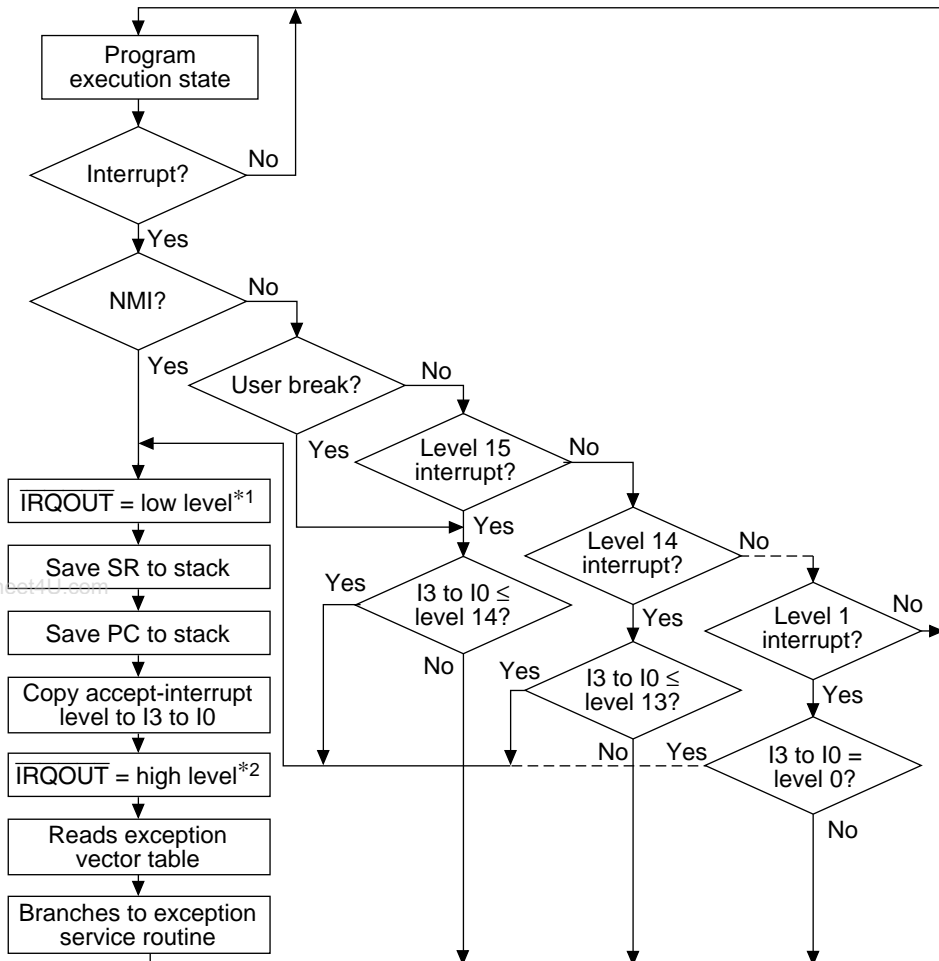 Program
execution state
Interrupt?
No
Yes
NMI?
No
Yes
User break?
No
Yes
Level 15
interrupt?
No
Yes
Level 14
interrupt?
No
Yes
Level 1
interrupt?
No
Yes
I3 to I0 ≤
level 14?
Yes
No
I3 to I0 ≤
level 13?
Yes
No
I3 to I0 =
level 0?
Yes
No
IRQOUT = low level*1
Save SR to stack
Save PC to stack
Copy accept-interrupt
level to I3 to I0
IRQOUT = high level*2
Reads exception
vector table
Branches to exception
service routine